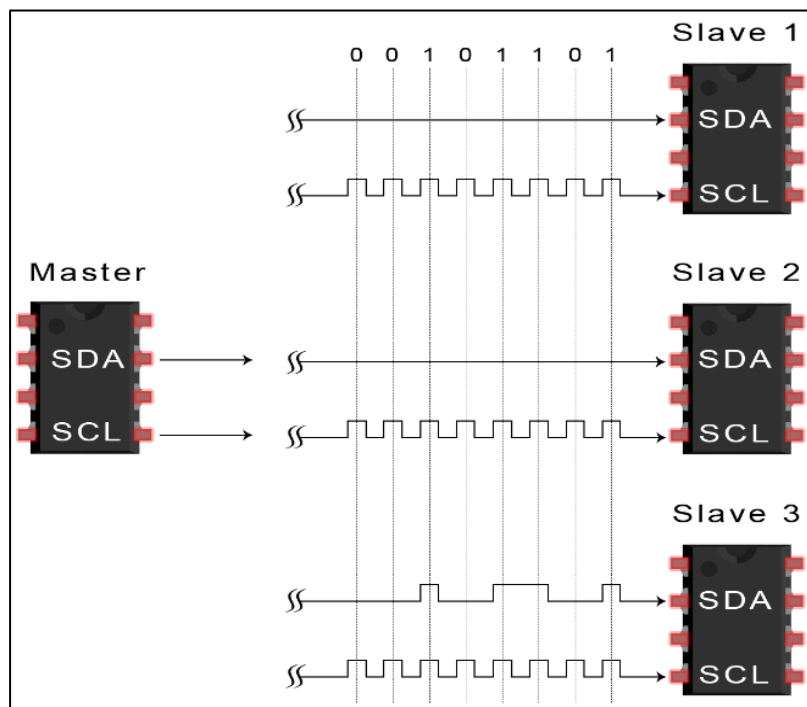 Slave 1
0 0 1 0 1 1 0 1
SDA
SCL
Master
Slave 2
SDA
SDA
SCL
SCL
Slave 3
SDA
SCL